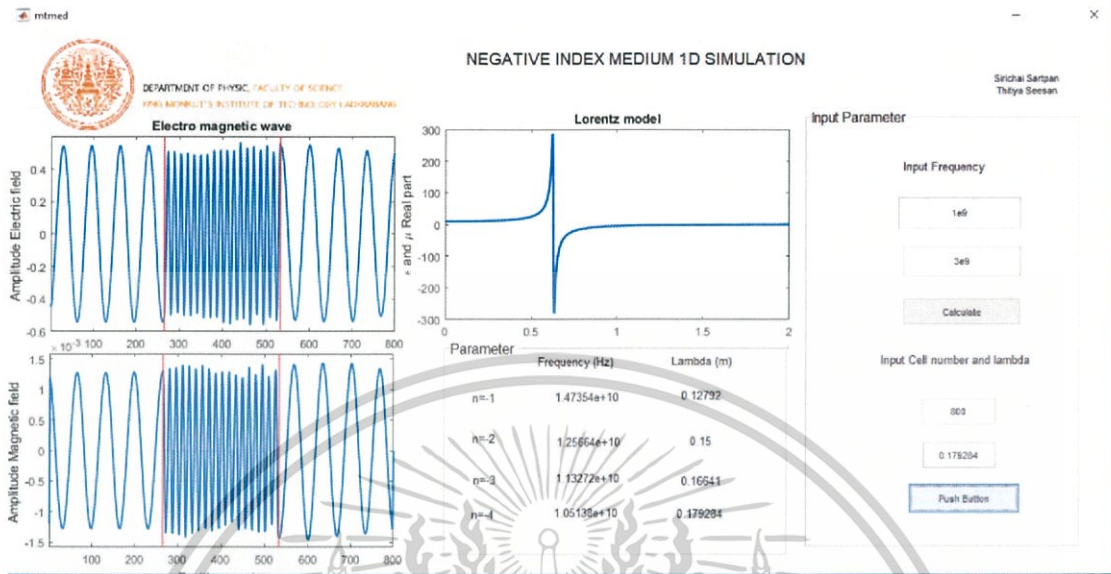 mtmed
NEGATIVE INDEX MEDIUM 1D SIMULATION
DEPARTMENT OF PHYSIC, FACULTY OF SCIENCE
KING MONGKUT'S INSTITUTE OF TECHNOLOGY LADKRABANG
Sirichai Sartpan
Thitya Seesan
Electro magnetic wave
Amplitude Electric field
0.4
0.2
0
-0.2
-0.4
-0.6
100 200 300 400 500 600 700 800
× 10⁻³
Amplitude Magnetic field
1.5
1
0.5
0
-0.5
-1
-1.5
100 200 300 400 500 600 700 800
Lorentz model
ε and μ Real part
300
200
100
0
-100
-200
-300
0 0.5 1 1.5 2
Parameter
Frequency (Hz) Lambda (m)
n=-1 1.47354e+10 0.12792
n=-2 1.25664e+10 0.15
n=-3 1.13272e+10 0.16641
n=-4 1.05138e+10 0.179284
Input Parameter
Input Frequency
1e9
3e9
Calculate
Input Cell number and lambda
800
0.179284
Push Button